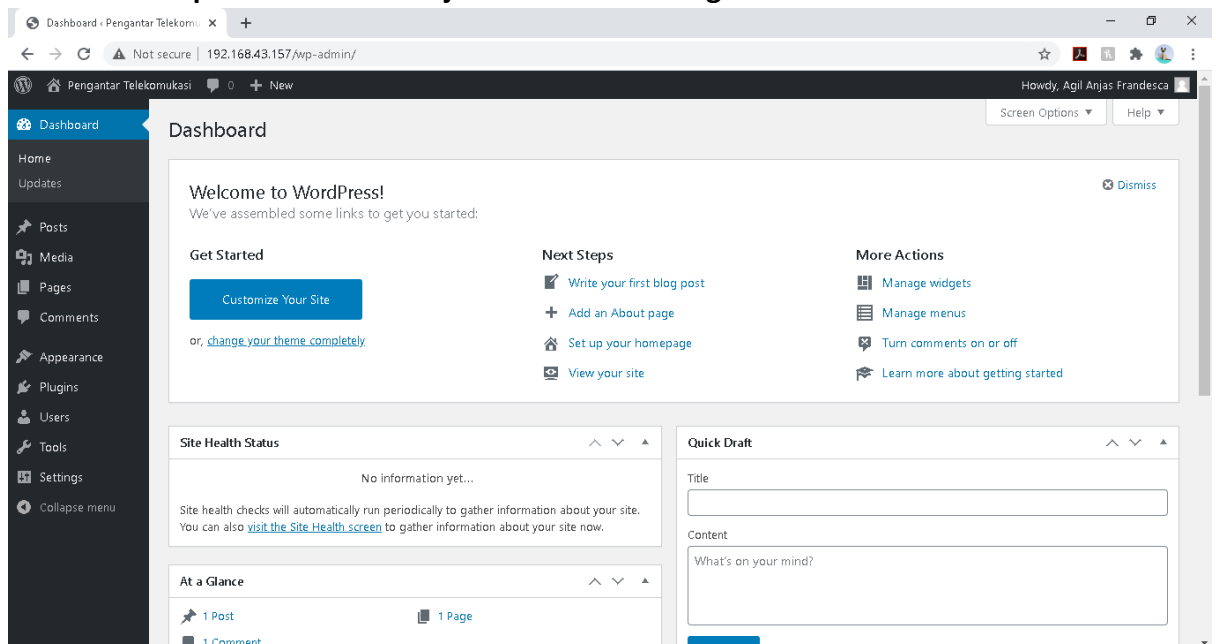 Dashboard ‹ Pengantar Telekomu
Not secure | 192.168.43.157/wp-admin/
Pengantar Telekomukasi 0 New
Howdy, Agil Anjas Frandesca
Screen Options Help
Dashboard
Home
Updates
Posts
Media
Pages
Comments
Appearance
Plugins
Users
Tools
Settings
Collapse menu
Dashboard
Welcome to WordPress!
We've assembled some links to get you started:
Dismiss
Get Started
Customize Your Site
or, change your theme completely
Next Steps
Write your first blog post
Add an About page
Set up your homepage
View your site
More Actions
Manage widgets
Manage menus
Turn comments on or off
Learn more about getting started
Site Health Status
No information yet...
Site health checks will automatically run periodically to gather information about your site.
You can also visit the Site Health screen to gather information about your site now.
At a Glance
1 Post
1 Page
1 Comment
Quick Draft
Title
Content
What's on your mind?